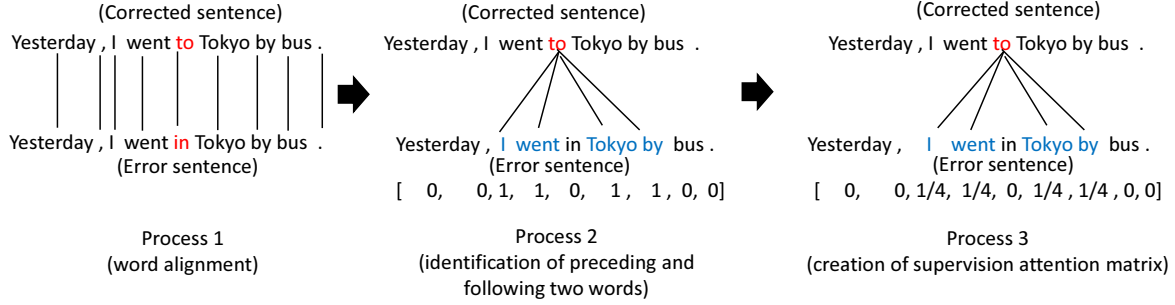 (Corrected sentence)
Yesterday , I went to Tokyo by bus .
Yesterday , I went in Tokyo by bus .
(Error sentence)
Process 1
(word alignment)
(Corrected sentence)
Yesterday , I went to Tokyo by bus .
Yesterday , I went in Tokyo by bus .
(Error sentence)
[ 0, 0, 1, 1, 0, 1, 1, 0, 0]
Process 2
(identification of preceding and
following two words)
(Corrected sentence)
Yesterday , I went to Tokyo by bus .
Yesterday , I went in Tokyo by bus .
(Error sentence)
[ 0, 0, 1/4, 1/4, 0, 1/4 , 1/4 , 0, 0]
Process 3
(creation of supervision attention matrix)